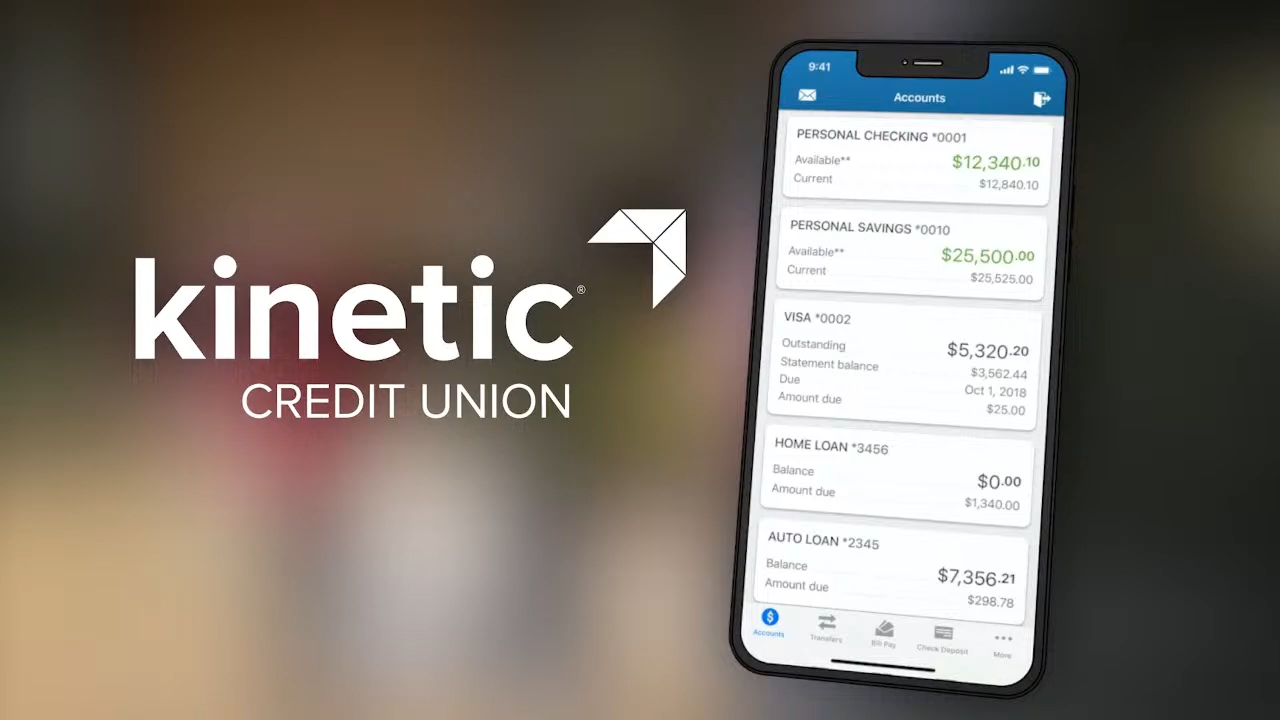 kinetic®
CREDIT UNION
9:41
Accounts
PERSONAL CHECKING *0001
Available** $12,340.10
Current $12,840.10
PERSONAL SAVINGS *0010
Available** $25,500.00
Current $25,525.00
VISA *0002
Outstanding $5,320.20
Statement balance $3,562.44
Due Oct 1, 2018
Amount due $25.00
HOME LOAN *3456
Balance $0.00
Amount due $1,340.00
AUTO LOAN *2345
Balance $7,356.21
Amount due $298.78
Accounts Transfers Bill Pay Check Deposit More